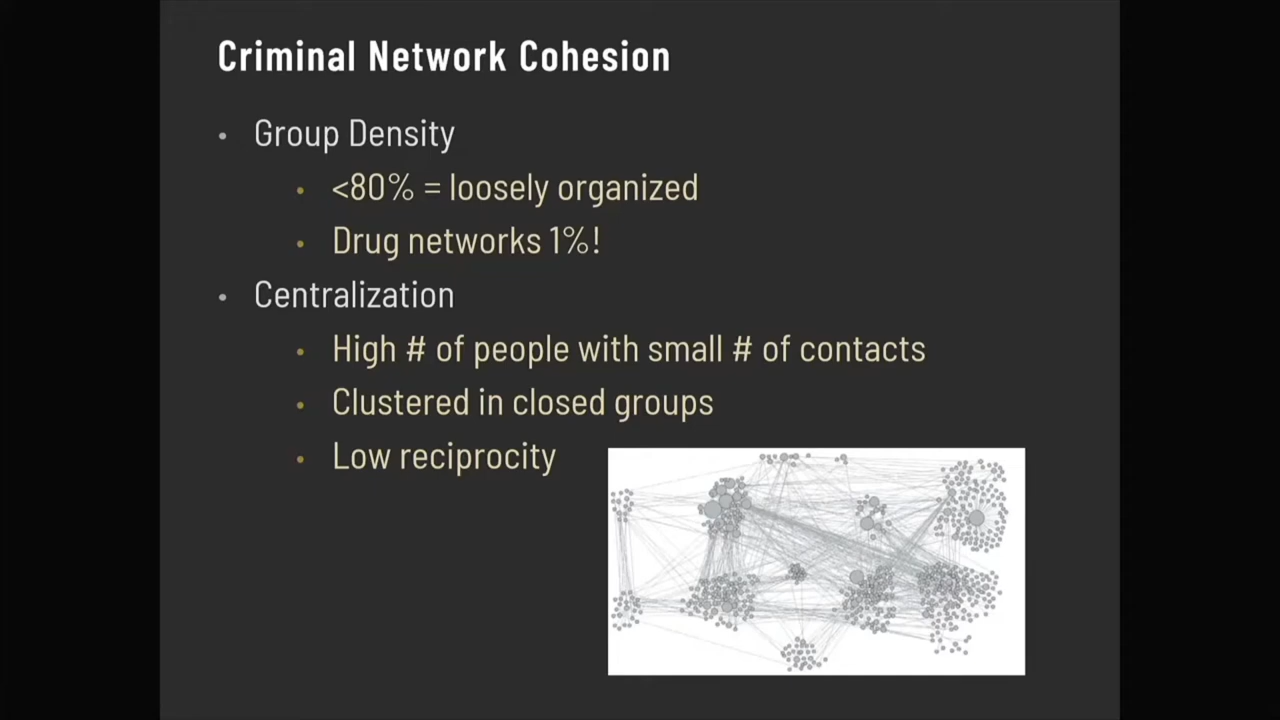 Criminal Network Cohesion
• Group Density
• <80% = loosely organized
• Drug networks 1%!
• Centralization
• High # of people with small # of contacts
• Clustered in closed groups
• Low reciprocity